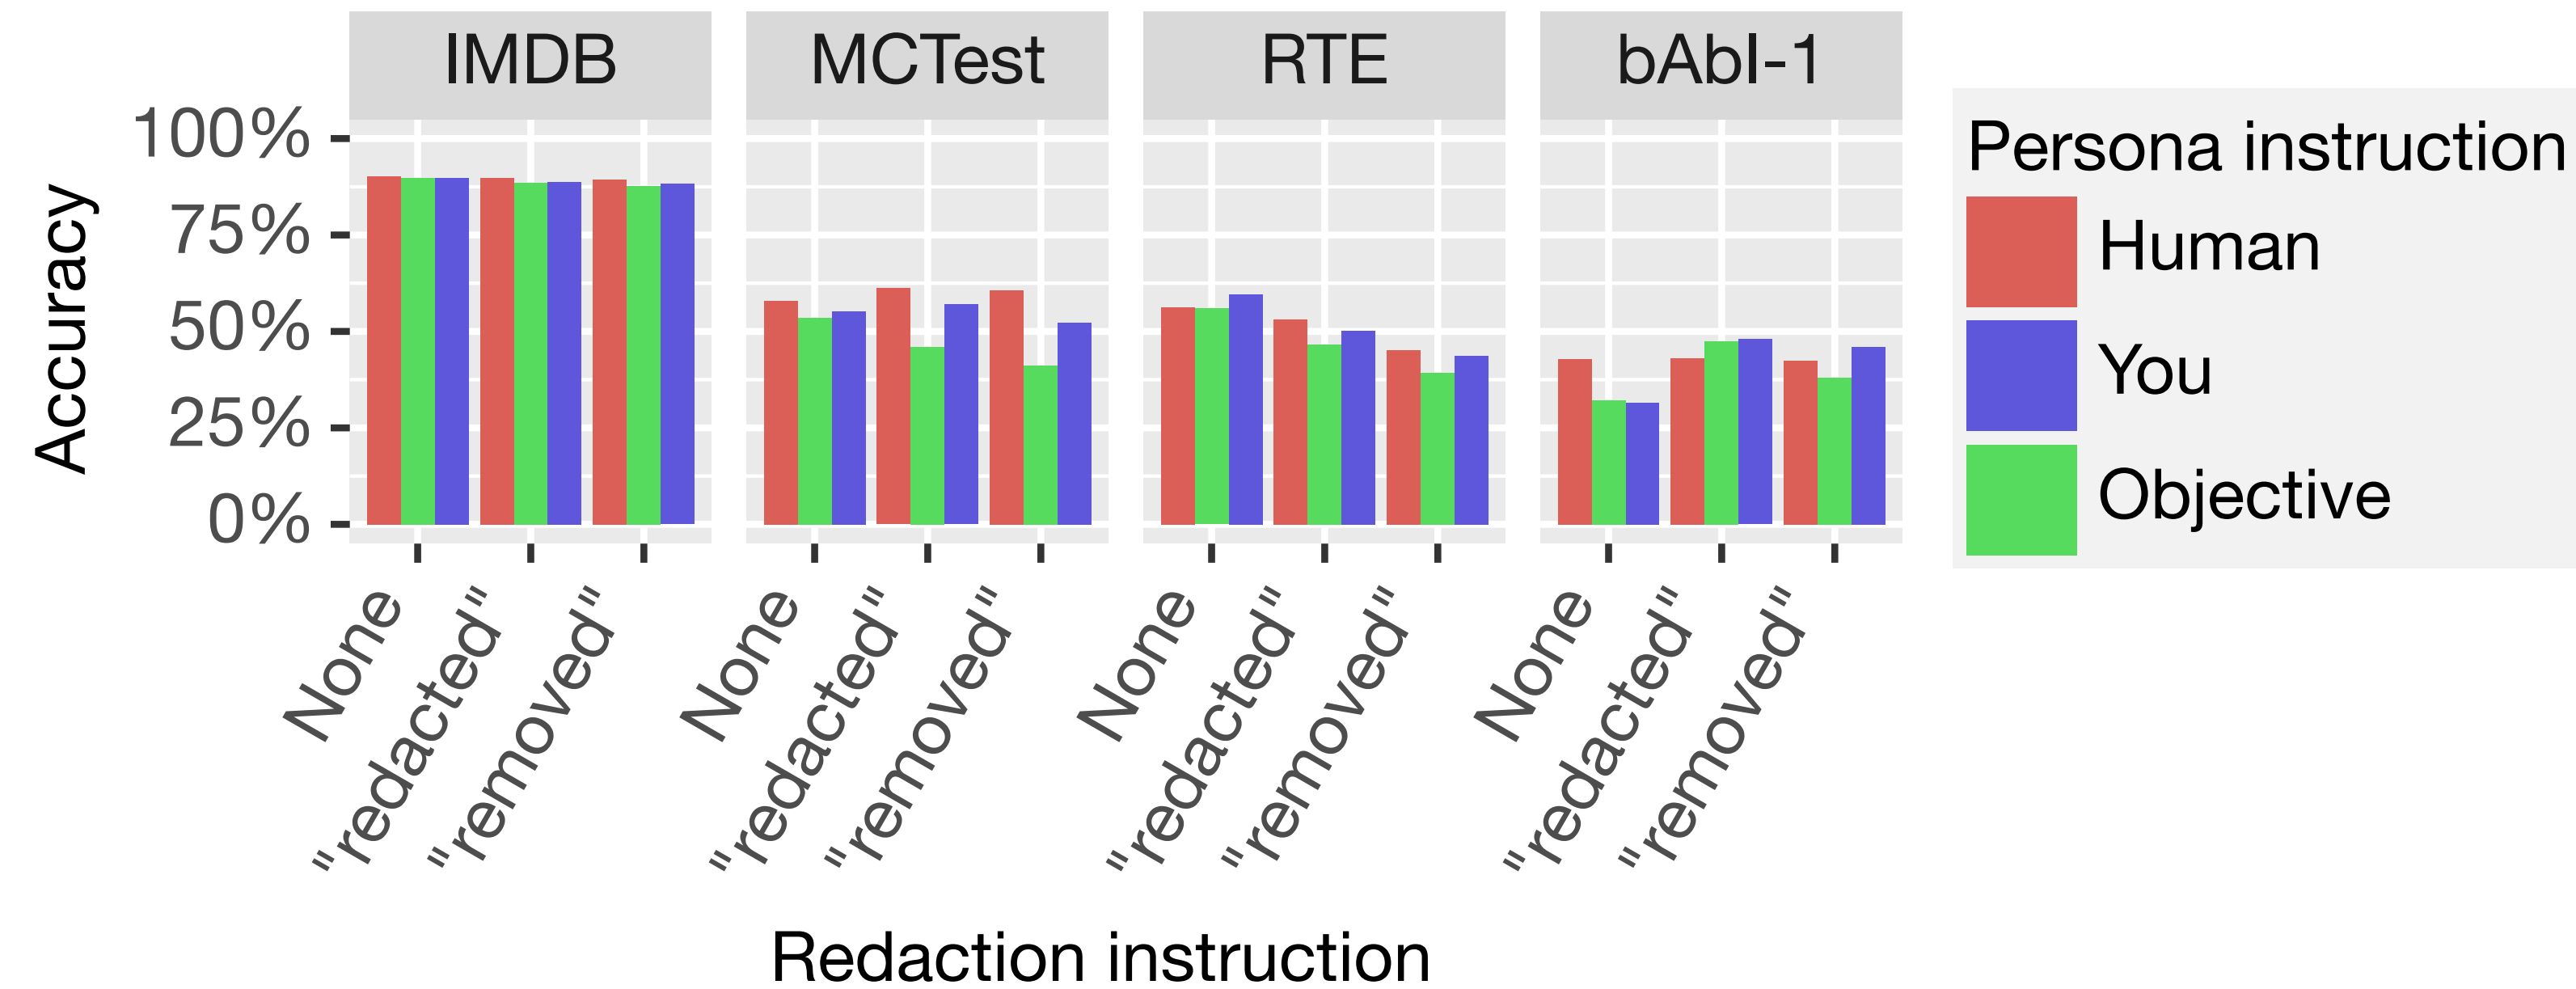 IMDB MCTest RTE bAbI-1
100%
75%
50%
25%
0%
Accuracy
None "redacted" "removed" None "redacted" "removed" None "redacted" "removed" None "redacted" "removed"
Redaction instruction
Persona instruction
Human
You
Objective